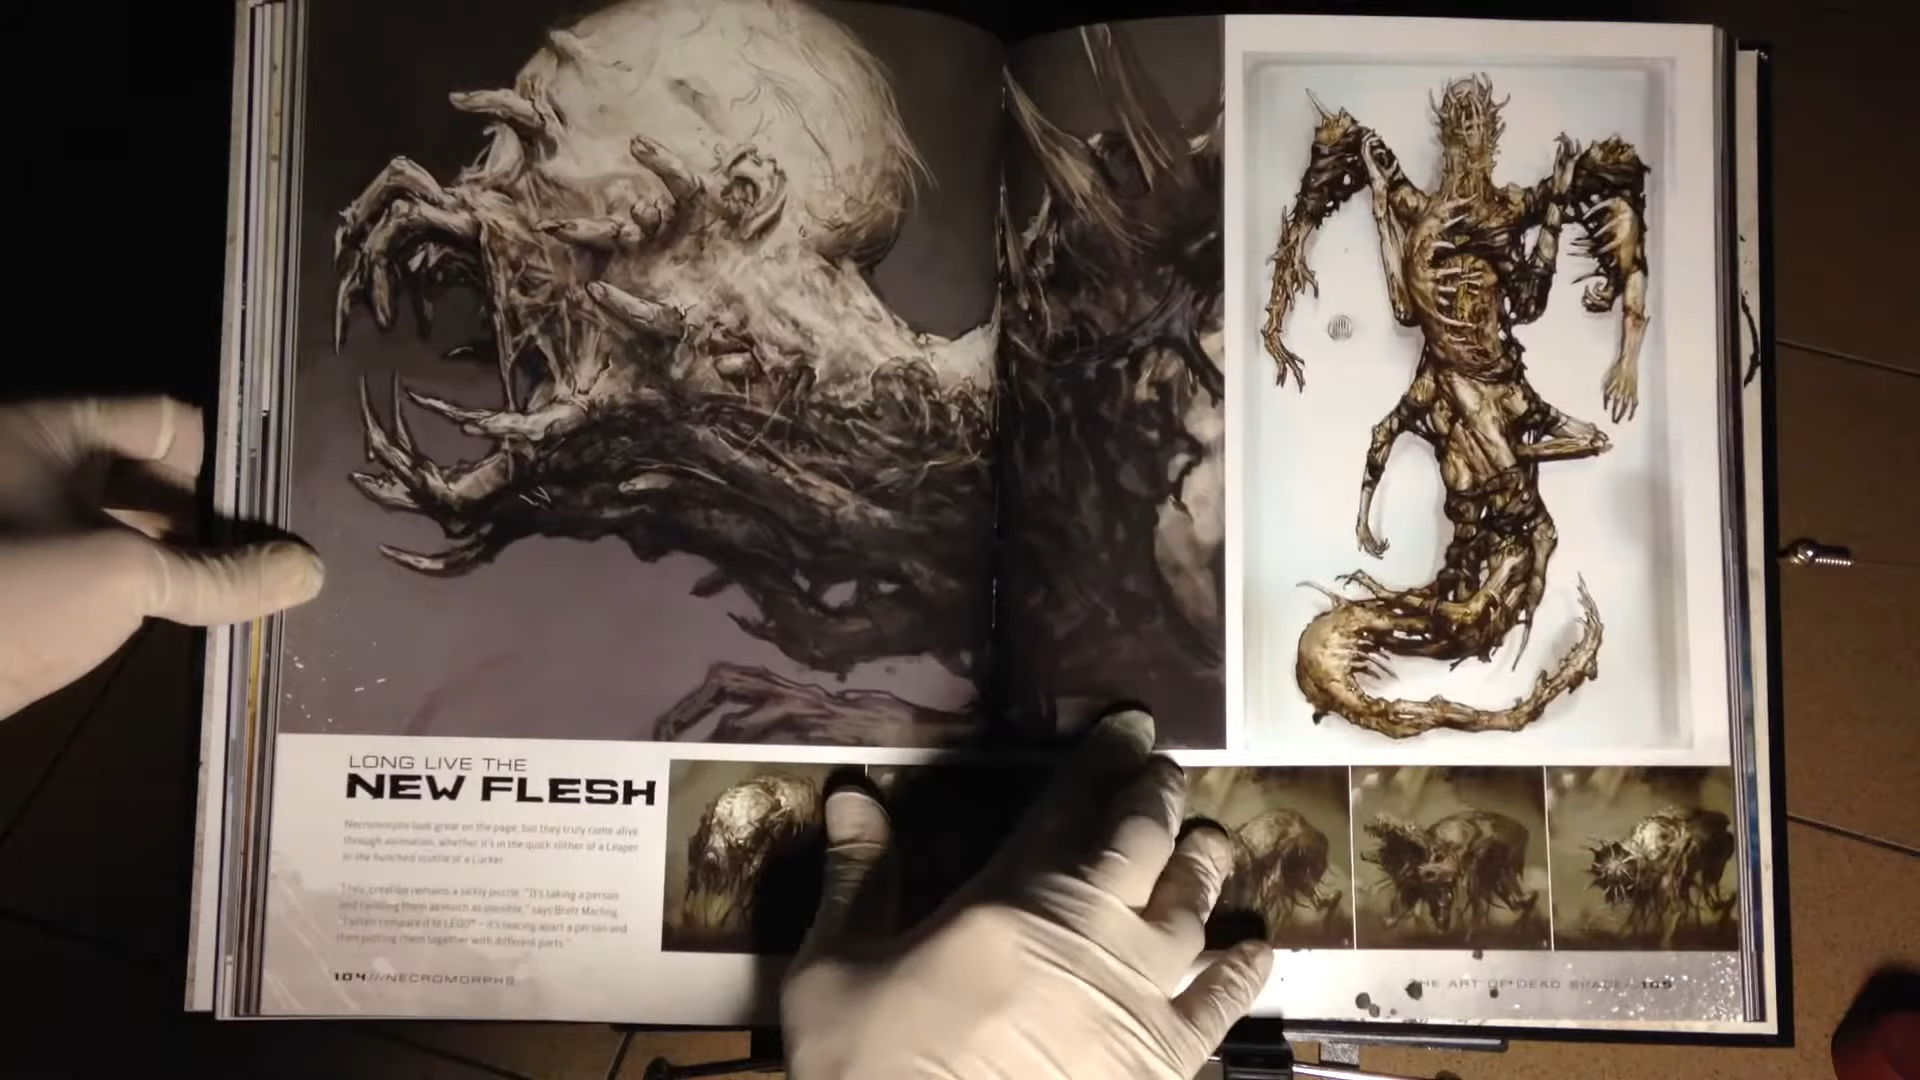 LONG LIVE THE
NEW FLESH
Necromorphs look great on the page, but they truly come alive
through animation, whether it's in the quick slither of a Leaper
or the hunched scuttle of a Lurker.
Their creation remains a sickly puzzle. "It's taking a person
and twisting them as much as possible," says Brett Marting.
"I often compare it to LEGO® – it's tearing apart a person and
then putting them together with different parts."
104///NECROMORPHS
THE ART OF DEAD SPACE///105